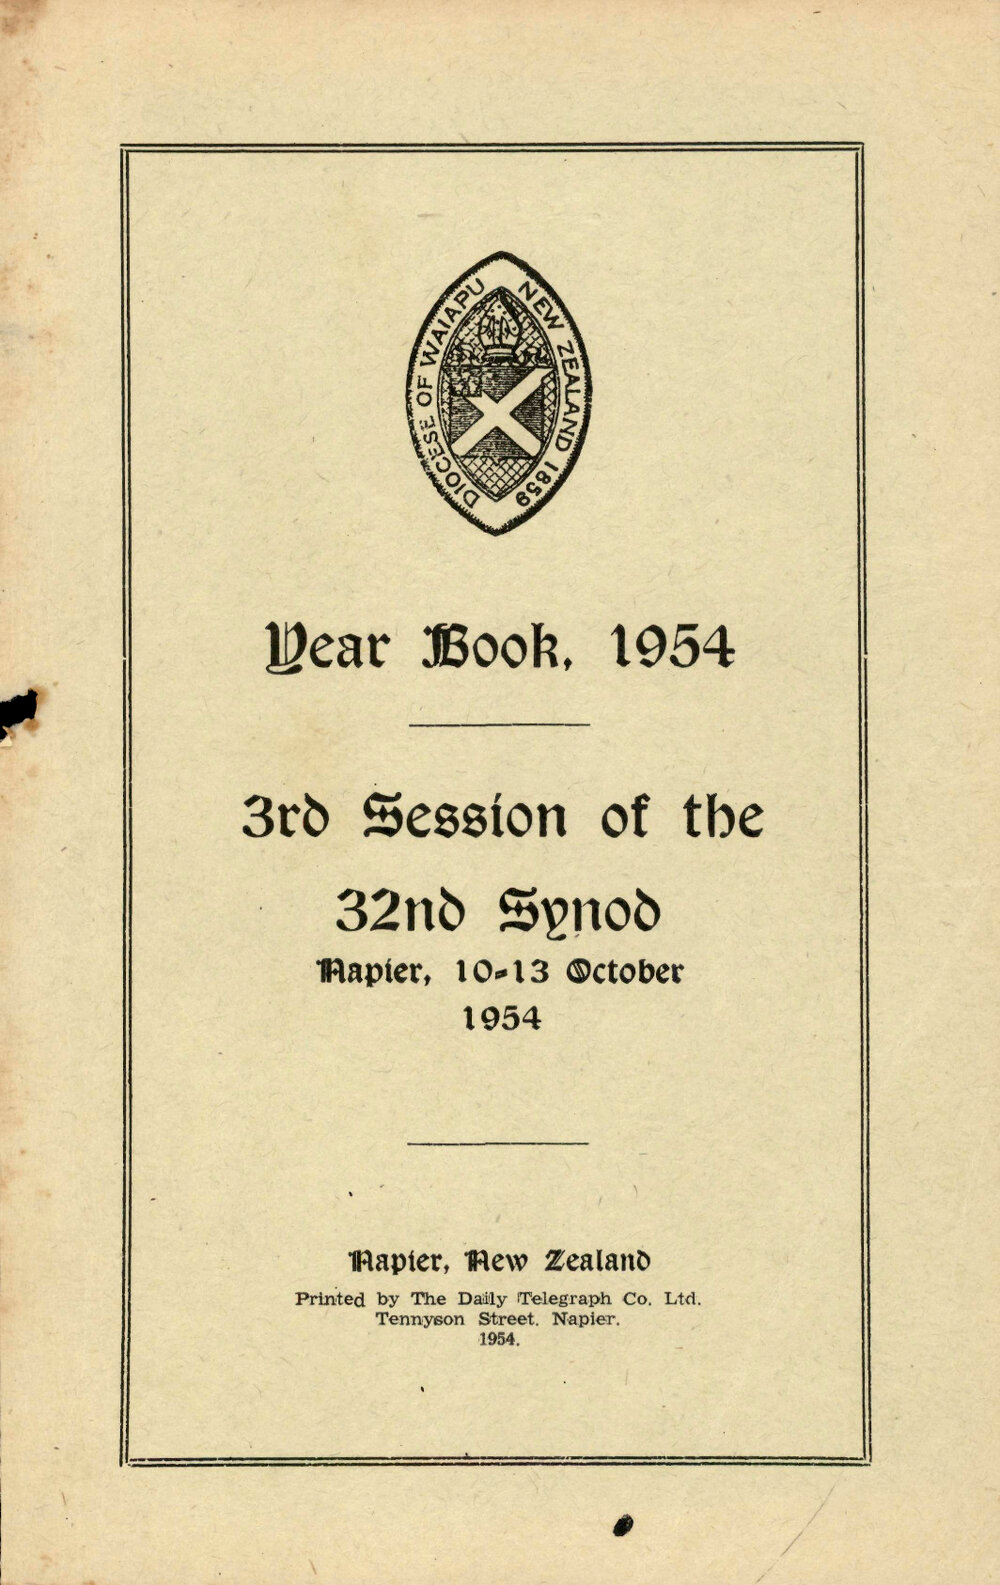 DIOCESE OF WAIAPU NEW ZEALAND 1859
Year Book, 1954
3rd Session of the
32nd Synod
Napier, 10-13 October
1954
Napier, New Zealand
Printed by The Daily Telegraph Co. Ltd.
Tennyson Street. Napier.
1954.